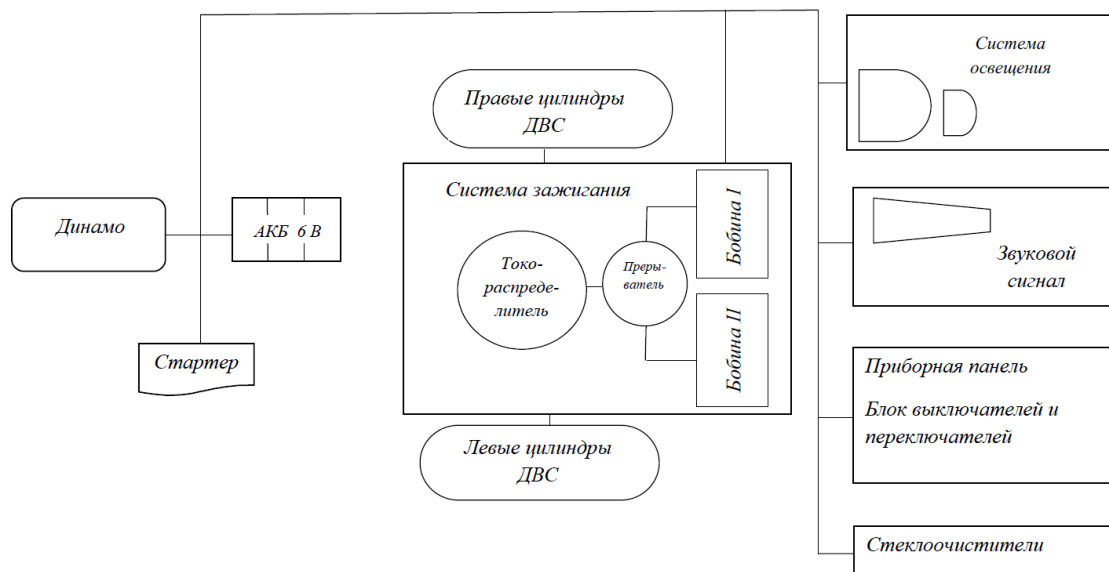 Система
освещения
Правые цилиндры
ДВС
Система зажигания
Бобина I
Динамо
АКБ 6 В
Токо-
распреде-
литель
Преры-
ватель
Звуковой
сигнал
Бобина II
Стартер
Приборная панель
Блок выключателей и
переключателей
Левые цилиндры
ДВС
Стеклоочистители